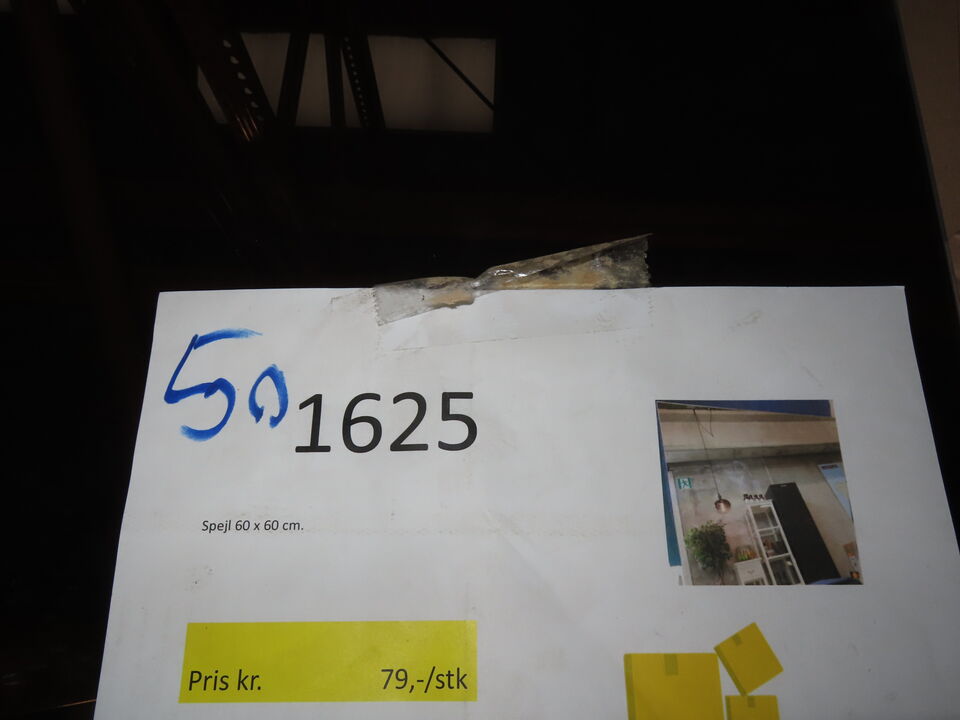 50
1625
Spejl 60 x 60 cm.
Pris kr. 79,-/stk